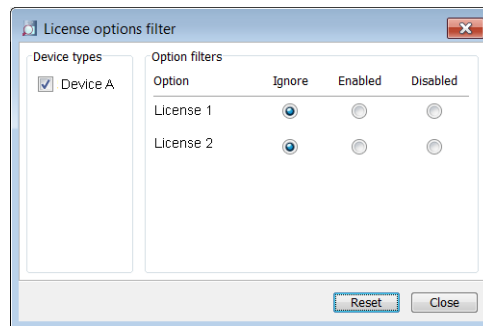 License options filter
Device types
Device A
Option filters
Option Ignore Enabled Disabled
License 1
License 2
Reset Close